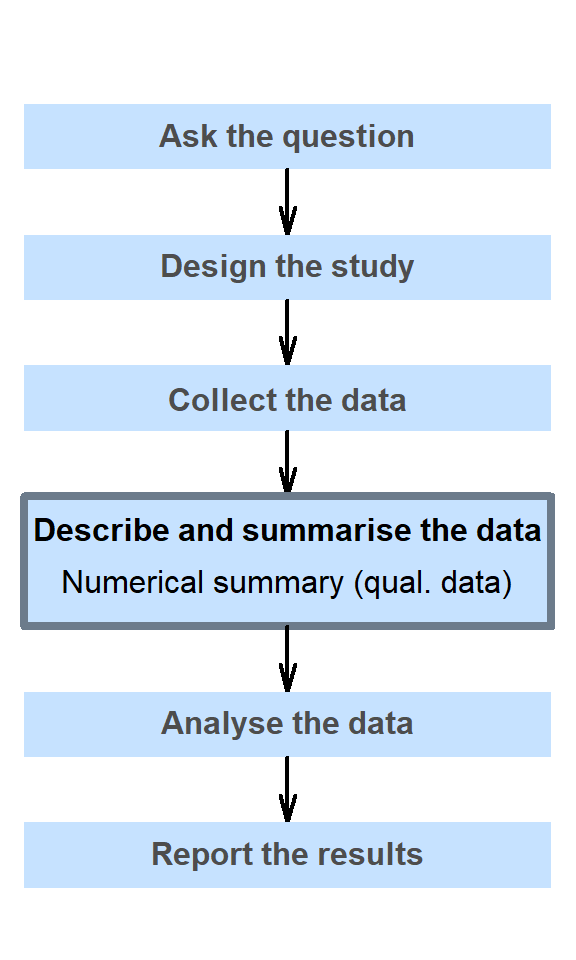 Ask the question
Design the study
Collect the data
Describe and summarise the data
Numerical summary (qual. data)
Analyse the data
Report the results